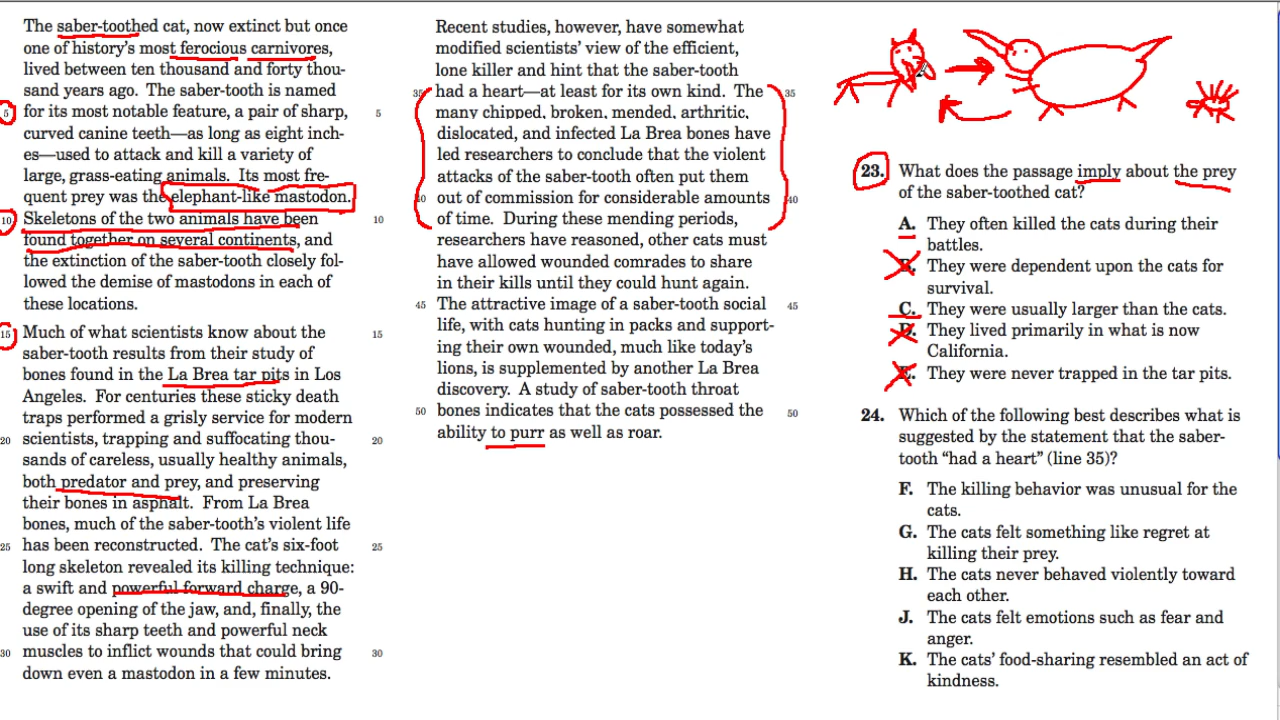 The saber-toothed cat, now extinct but once
one of history's most ferocious carnivores,
lived between ten thousand and forty thou-
sand years ago. The saber-tooth is named
5 for its most notable feature, a pair of sharp, 5
curved canine teeth—as long as eight inch-
es—used to attack and kill a variety of
large, grass-eating animals. Its most fre-
quent prey was the elephant-like mastodon.
10 Skeletons of the two animals have been 10
found together on several continents, and
the extinction of the saber-tooth closely fol-
lowed the demise of mastodons in each of
these locations.
15 Much of what scientists know about the 15
saber-tooth results from their study of
bones found in the La Brea tar pits in Los
Angeles. For centuries these sticky death
traps performed a grisly service for modern
20 scientists, trapping and suffocating thou- 20
sands of careless, usually healthy animals,
both predator and prey, and preserving
their bones in asphalt. From La Brea
bones, much of the saber-tooth's violent life
25 has been reconstructed. The cat's six-foot 25
long skeleton revealed its killing technique:
a swift and powerful forward charge, a 90-
degree opening of the jaw, and, finally, the
use of its sharp teeth and powerful neck
30 muscles to inflict wounds that could bring 30
down even a mastodon in a few minutes.
Recent studies, however, have somewhat
modified scientists' view of the efficient,
lone killer and hint that the saber-tooth
35 had a heart—at least for its own kind. The 35
many chipped, broken, mended, arthritic,
dislocated, and infected La Brea bones have
led researchers to conclude that the violent
attacks of the saber-tooth often put them
40 out of commission for considerable amounts 40
of time. During these mending periods,
researchers have reasoned, other cats must
have allowed wounded comrades to share
in their kills until they could hunt again.
45 The attractive image of a saber-tooth social 45
life, with cats hunting in packs and support-
ing their own wounded, much like today's
lions, is supplemented by another La Brea
discovery. A study of saber-tooth throat
50 bones indicates that the cats possessed the 50
ability to purr as well as roar.
23. What does the passage imply about the prey
of the saber-toothed cat?
A. They often killed the cats during their
battles.
B. They were dependent upon the cats for
survival.
C. They were usually larger than the cats.
D. They lived primarily in what is now
California.
E. They were never trapped in the tar pits.
24. Which of the following best describes what is
suggested by the statement that the saber-
tooth “had a heart” (line 35)?
F. The killing behavior was unusual for the
cats.
G. The cats felt something like regret at
killing their prey.
H. The cats never behaved violently toward
each other.
J. The cats felt emotions such as fear and
anger.
K. The cats' food-sharing resembled an act of
kindness.